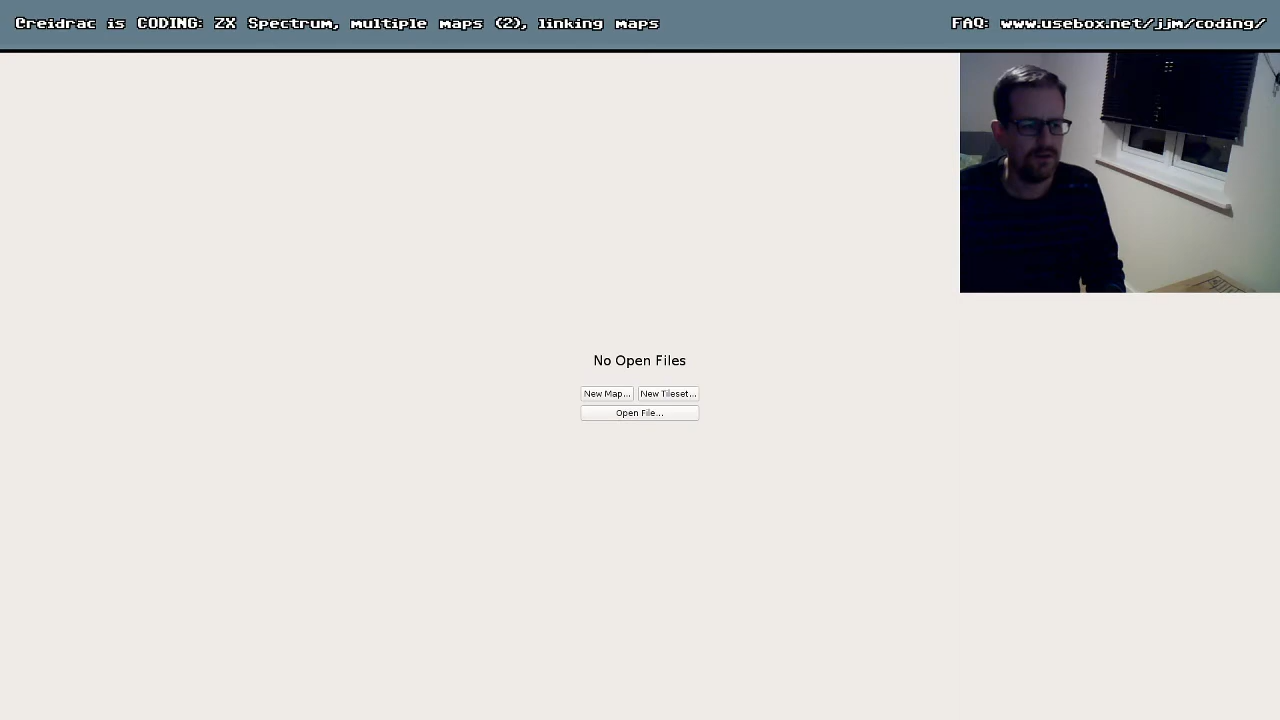 Creidrac is CODING: ZX Spectrum, multiple maps (2), linking maps
FAQ: www.usebox.net/jjm/coding/
No Open Files
New Map...
New Tileset...
Open File...